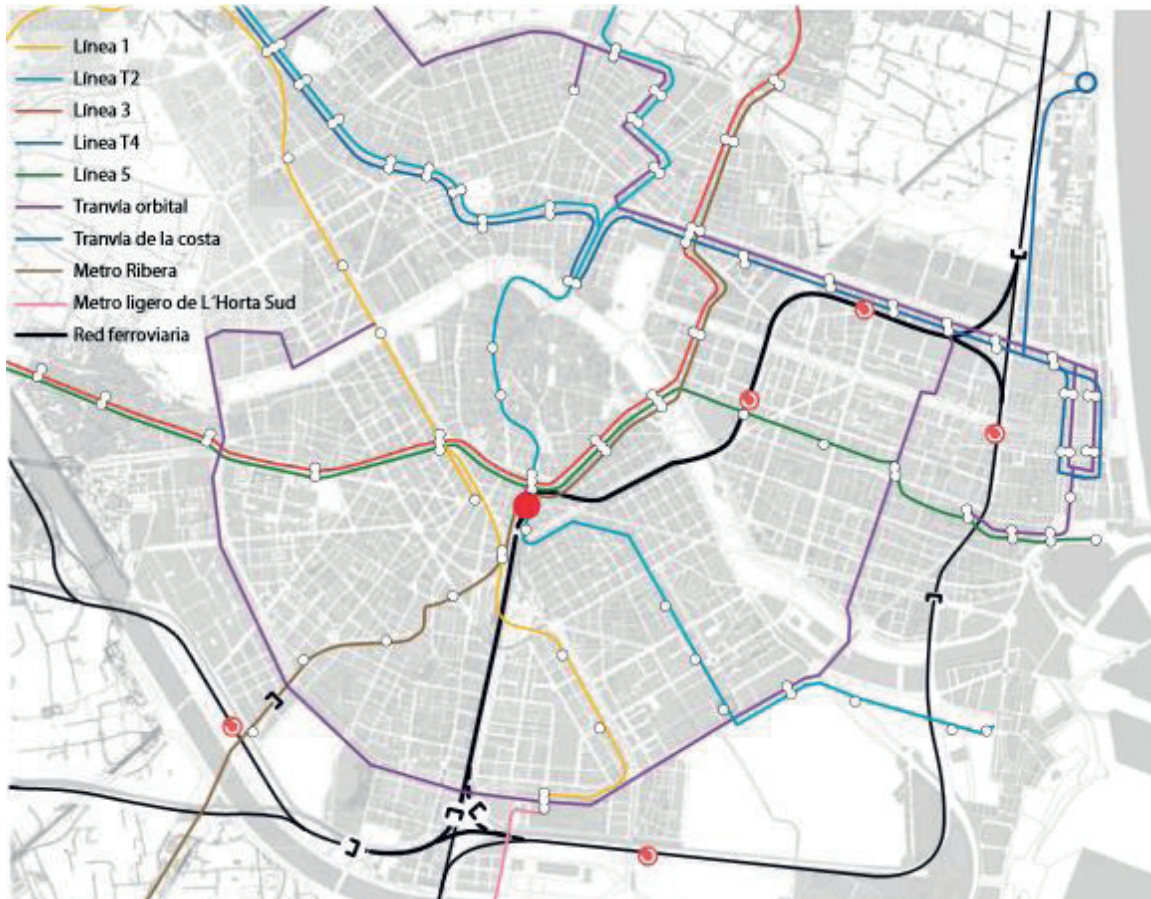 Línea 1
Línea T2
Línea 3
Linea T4
Línea 5
Tranvía orbital
Tranvía de la costa
Metro Ribera
Metro ligero de L´Horta Sud
Red ferroviaria